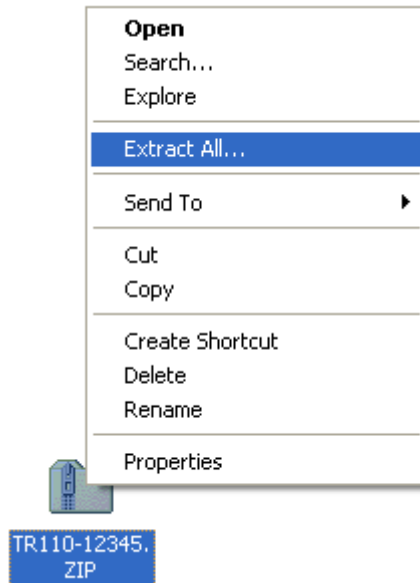 Open
Search...
Explore
Extract All...
Send To
Cut
Copy
Create Shortcut
Delete
Rename
Properties
TR110-12345.
ZIP